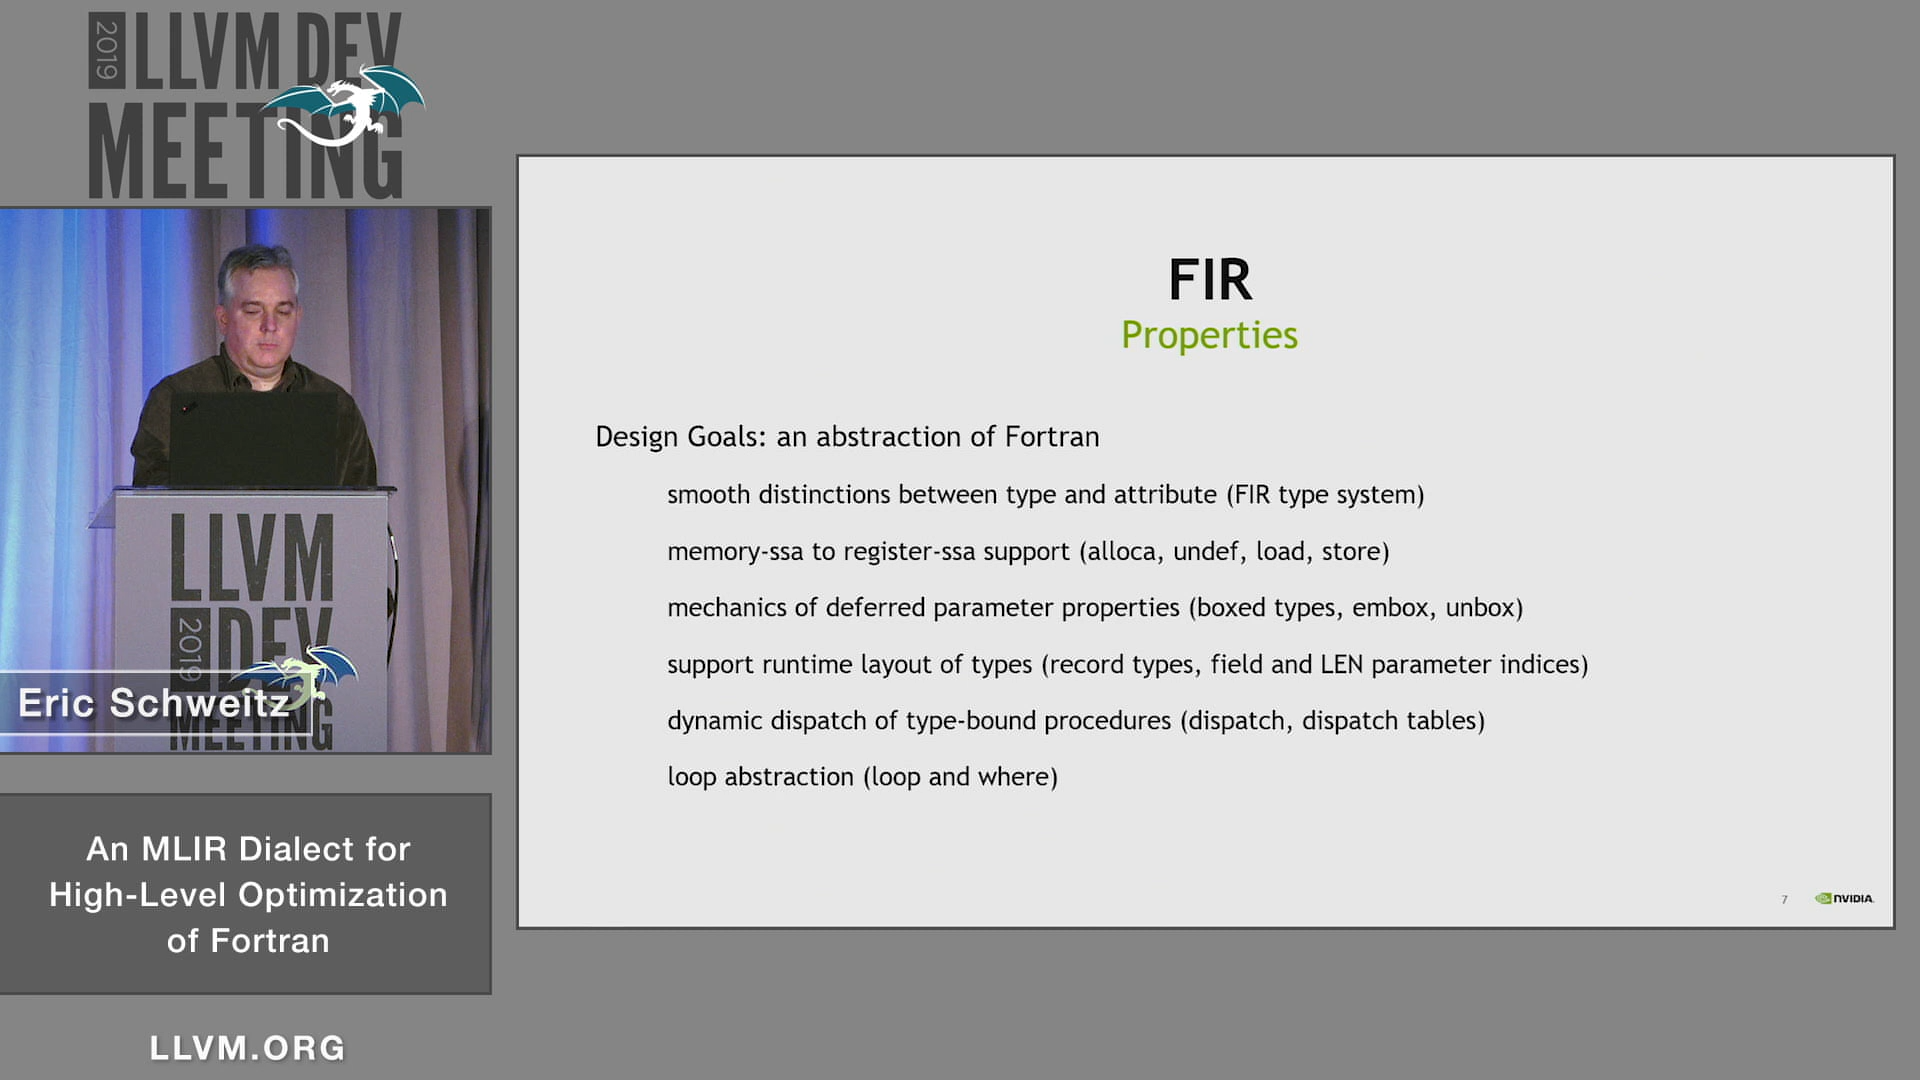 2019
LLVM DEV
MEETING
LLVM
2019
DEV
MEETING
Eric Schweitz
An MLIR Dialect for
High-Level Optimization
of Fortran
LLVM.ORG
FIR
Properties
Design Goals: an abstraction of Fortran
smooth distinctions between type and attribute (FIR type system)
memory-ssa to register-ssa support (alloca, undef, load, store)
mechanics of deferred parameter properties (boxed types, embox, unbox)
support runtime layout of types (record types, field and LEN parameter indices)
dynamic dispatch of type-bound procedures (dispatch, dispatch tables)
loop abstraction (loop and where)
7
NVIDIA.